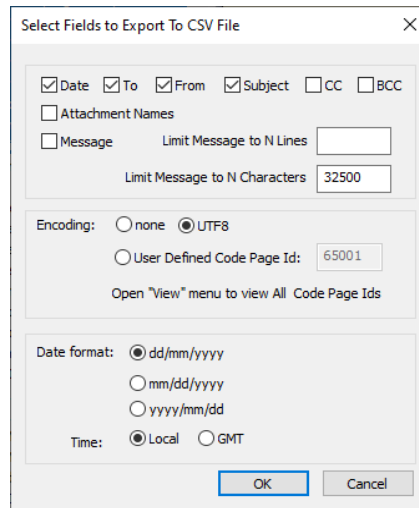 Select Fields to Export To CSV File
Date To From Subject CC BCC
Attachment Names
Message Limit Message to N Lines
Limit Message to N Characters 32500
Encoding: none UTF8
User Defined Code Page Id: 65001
Open "View" menu to view All Code Page Ids
Date format: dd/mm/yyyy
mm/dd/yyyy
yyyy/mm/dd
Time: Local GMT
OK Cancel